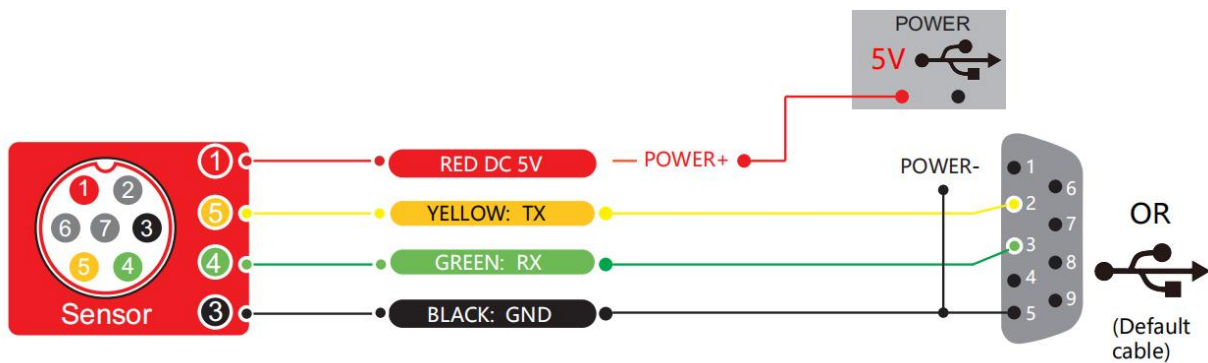 POWER
5V
1 RED DC 5V POWER+
5 YELLOW: TX
4 GREEN: RX
3 BLACK: GND
1 2
6 7 3
5 4
Sensor
POWER-
1
6
2
7
3
8
4
9
5
OR
(Default
cable)